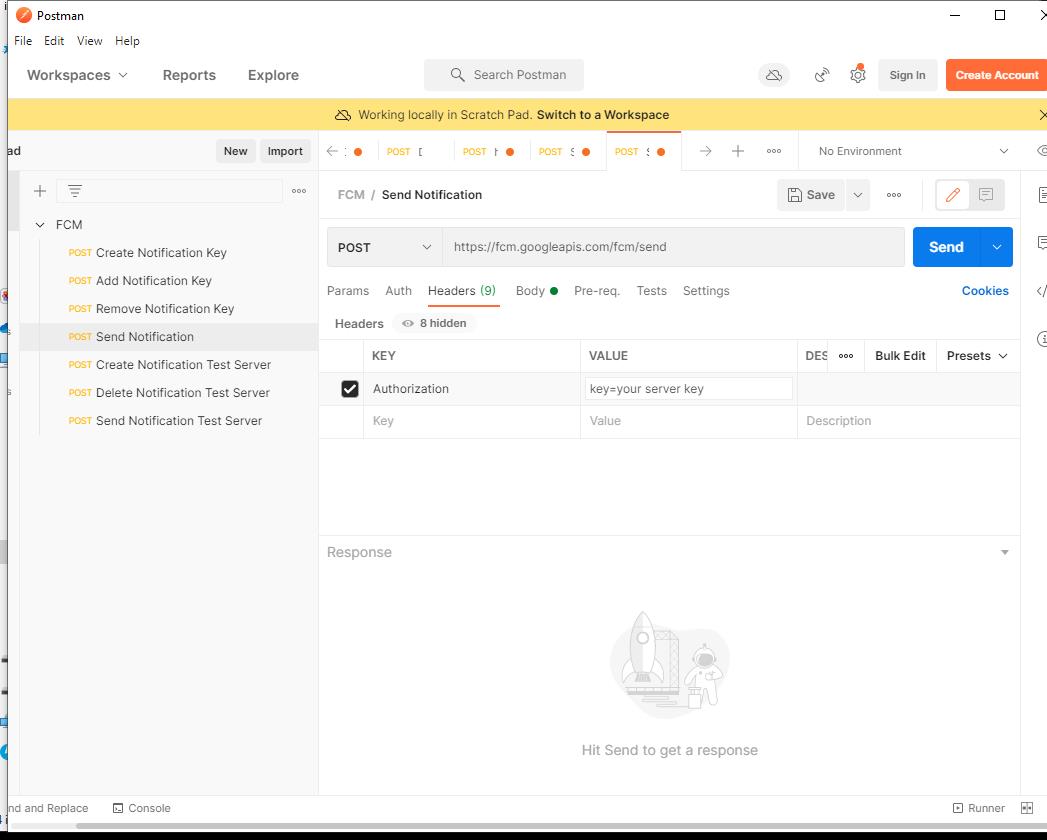 Postman
File Edit View Help
Workspaces Reports Explore Search Postman Sign In Create Account
Working locally in Scratch Pad. Switch to a Workspace
ad New Import POST POST POST POST No Environment
FCM / Send Notification Save
FCM
POST Create Notification Key
POST Add Notification Key
POST Remove Notification Key
POST Send Notification
POST Create Notification Test Server
POST Delete Notification Test Server
POST Send Notification Test Server
POST https://fcm.googleapis.com/fcm/send Send
Params Auth Headers (9) Body Pre-req. Tests Settings Cookies
Headers 8 hidden
KEY VALUE DES Bulk Edit Presets
Authorization key=your server key
Key Value Description
Response
Hit Send to get a response
nd and Replace Console Runner